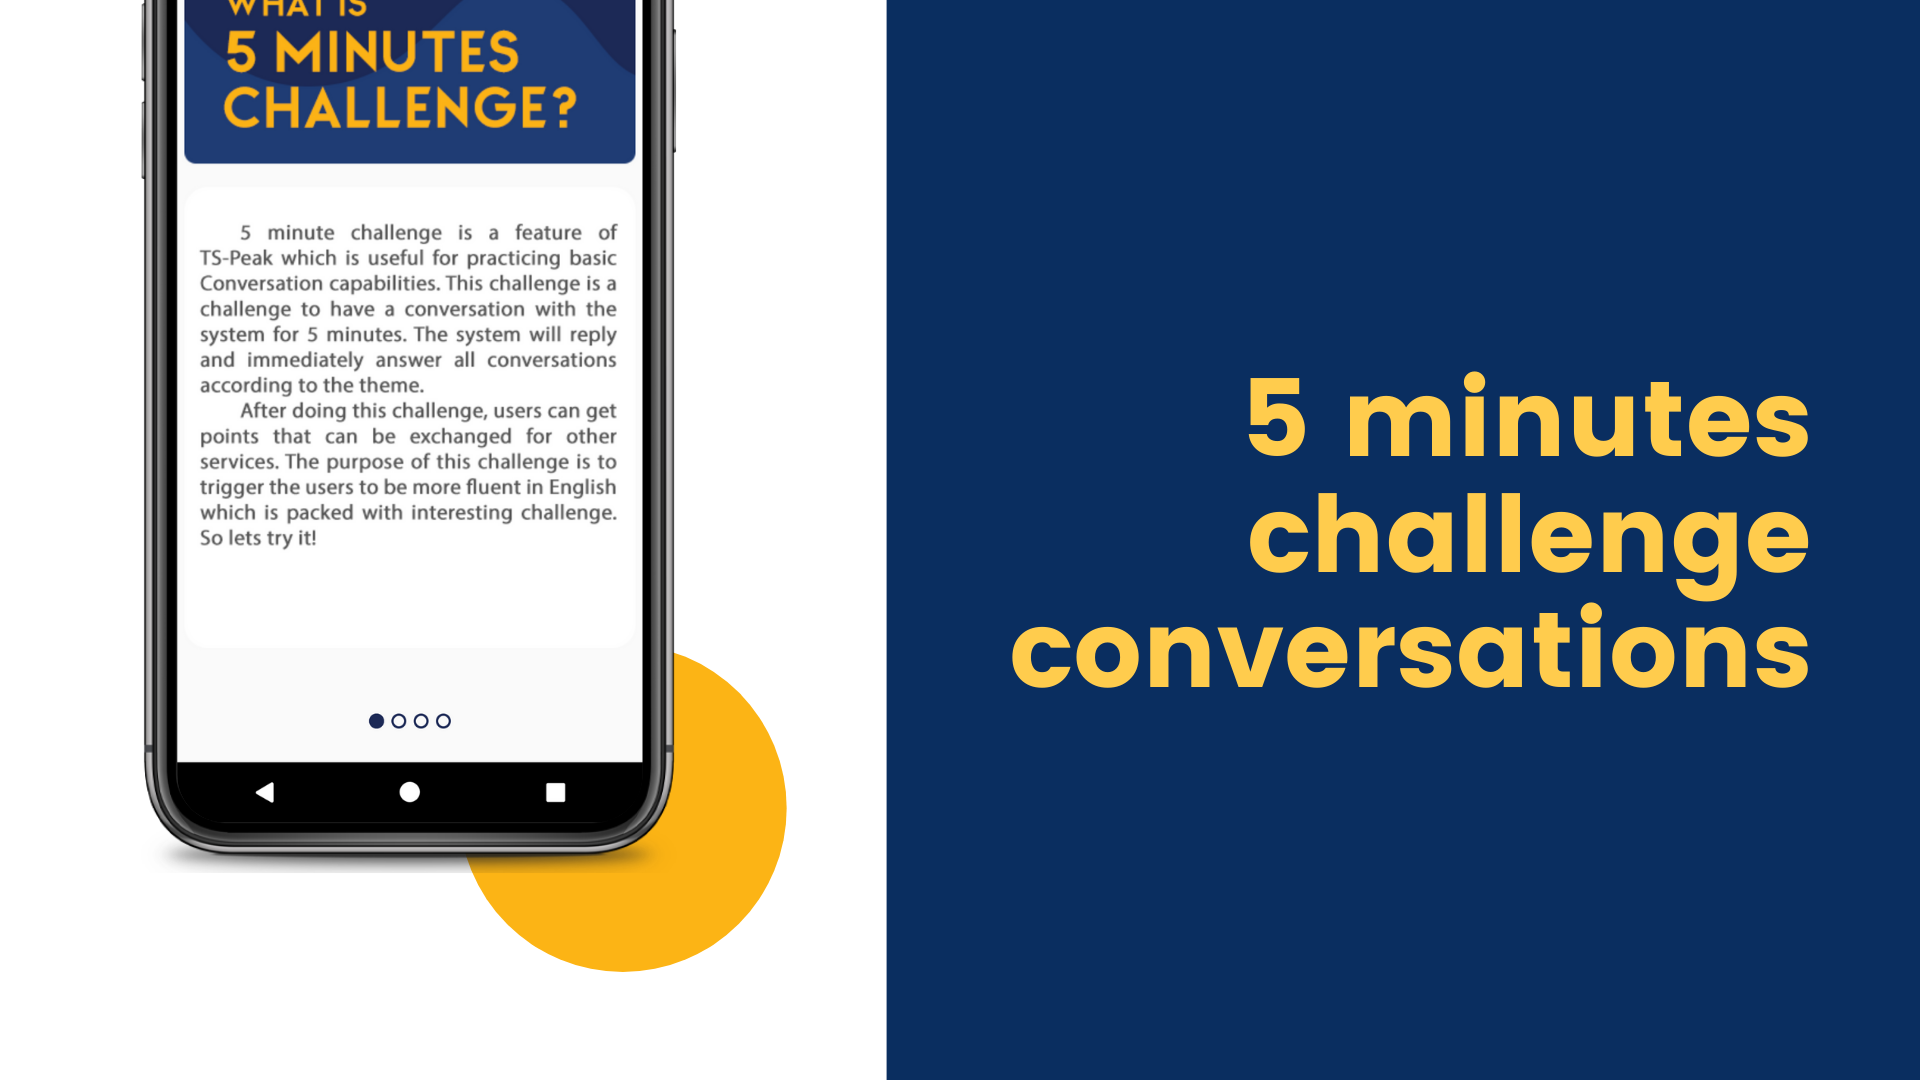 WHAT IS
5 MINUTES
CHALLENGE?
5 minute challenge is a feature of
TS-Peak which is useful for practicing basic
Conversation capabilities. This challenge is a
challenge to have a conversation with the
system for 5 minutes. The system will reply
and immediately answer all conversations
according to the theme.
After doing this challenge, users can get
points that can be exchanged for other
services. The purpose of this challenge is to
trigger the users to be more fluent in English
which is packed with interesting challenge.
So lets try it!
5 minutes
challenge
conversations